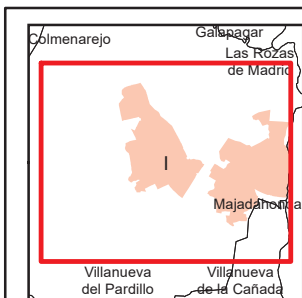 Colmenarejo
Galapagar
Las Rozas
de Madrid
I
Majadahonda
Villanueva
del Pardillo
Villanueva
de la Cañada